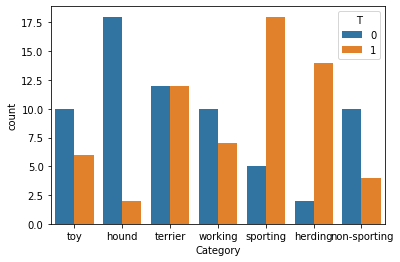 T
0
1
count
17.5
15.0
12.5
10.0
7.5
5.0
2.5
0.0
toy hound terrier working sporting herding non-sporting
Category